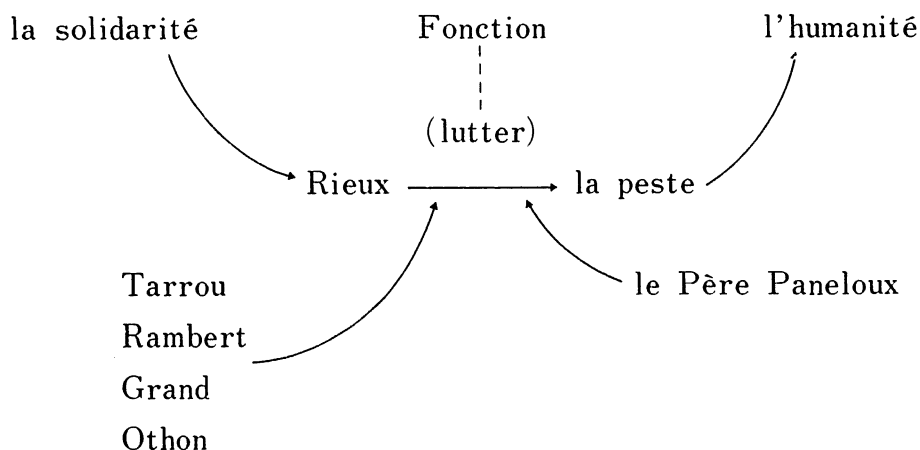 la solidarité Fonction l'humanité
(lutter)
Rieux la peste
Tarrou le Père Paneloux
Rambert
Grand
Othon